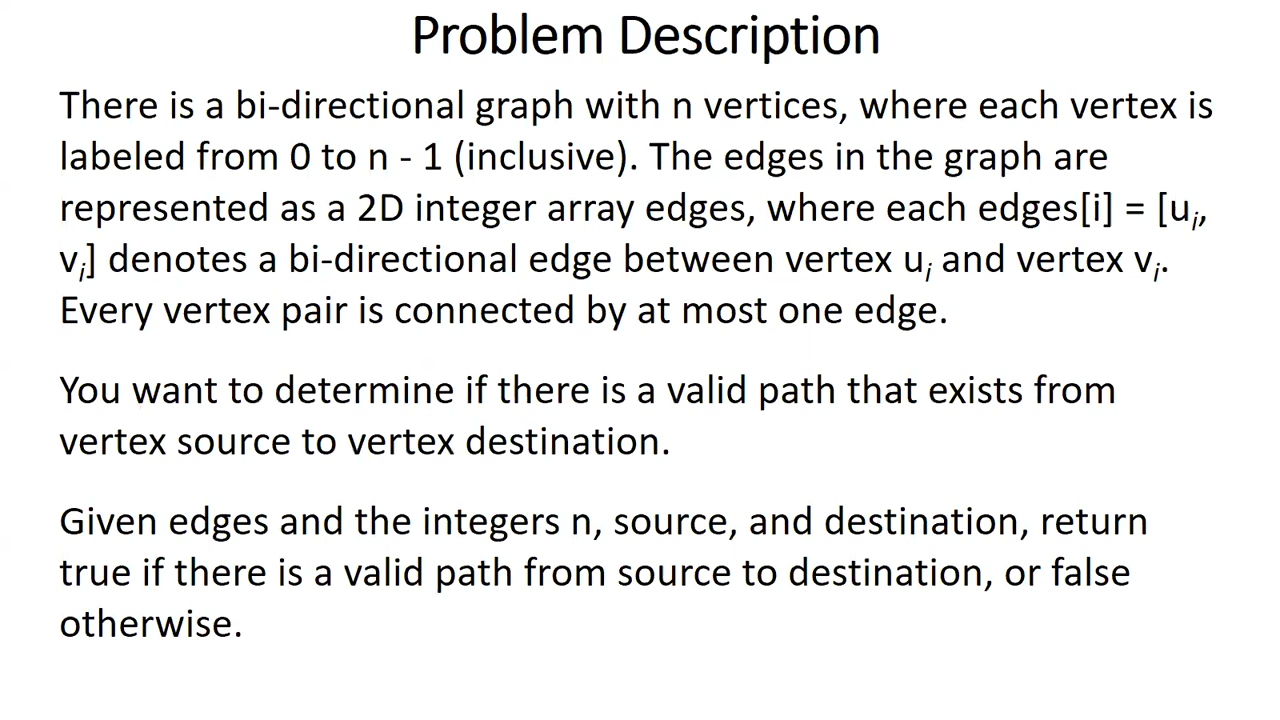 Problem Description
There is a bi-directional graph with n vertices, where each vertex is
labeled from 0 to n - 1 (inclusive). The edges in the graph are
represented as a 2D integer array edges, where each edges[i] = [uᵢ,
vᵢ] denotes a bi-directional edge between vertex uᵢ and vertex vᵢ.
Every vertex pair is connected by at most one edge.
You want to determine if there is a valid path that exists from
vertex source to vertex destination.
Given edges and the integers n, source, and destination, return
true if there is a valid path from source to destination, or false
otherwise.